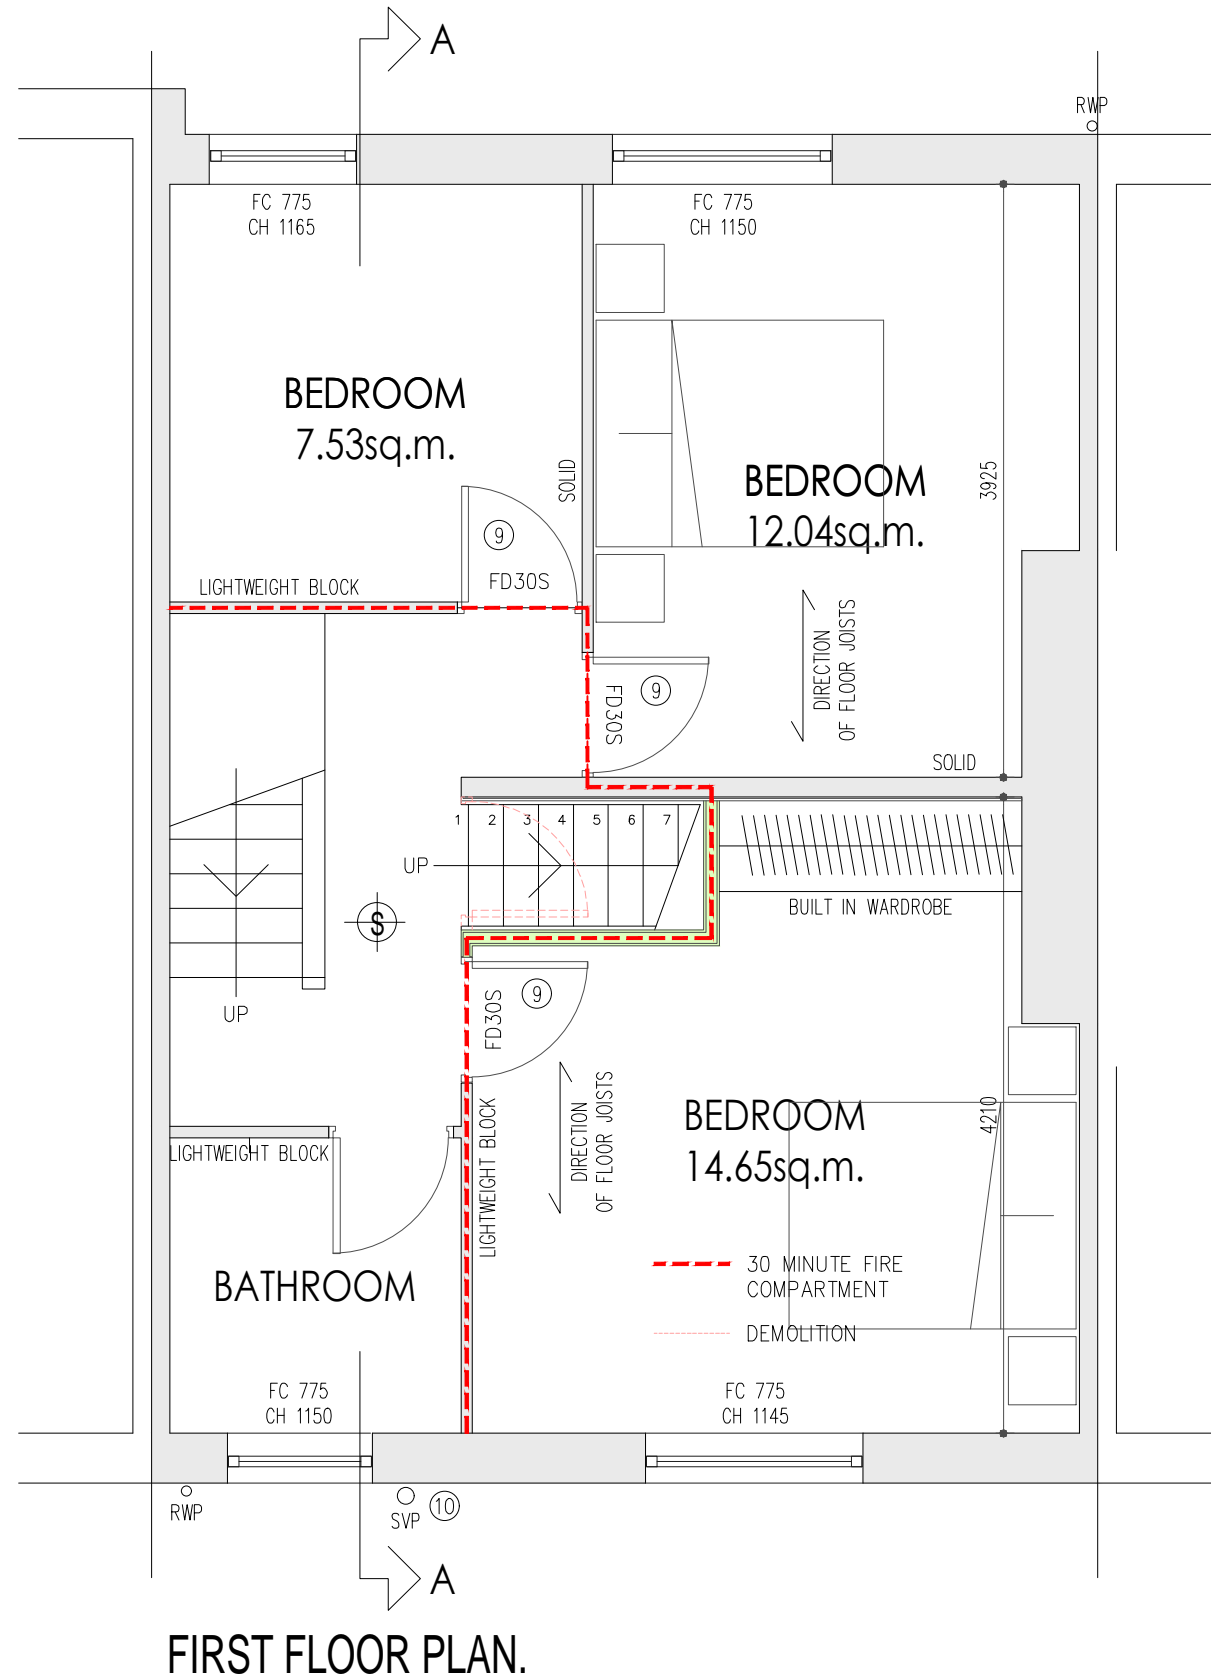 A
RWP
FC 775
CH 1165
FC 775
CH 1150
BEDROOM
7.53sq.m.
SOLID
BEDROOM
12.04sq.m.
3925
9
FD30S
LIGHTWEIGHT BLOCK
9
FD30S
DIRECTION
OF FLOOR JOISTS
SOLID
1 2 3 4 5 6 7
UP
BUILT IN WARDROBE
S
UP
9
FD30S
LIGHTWEIGHT BLOCK
LIGHTWEIGHT BLOCK
DIRECTION
OF FLOOR JOISTS
BEDROOM
14.65sq.m.
4210
BATHROOM
30 MINUTE FIRE
COMPARTMENT
DEMOLITION
FC 775
CH 1150
FC 775
CH 1145
RWP
SVP
10
A
FIRST FLOOR PLAN.